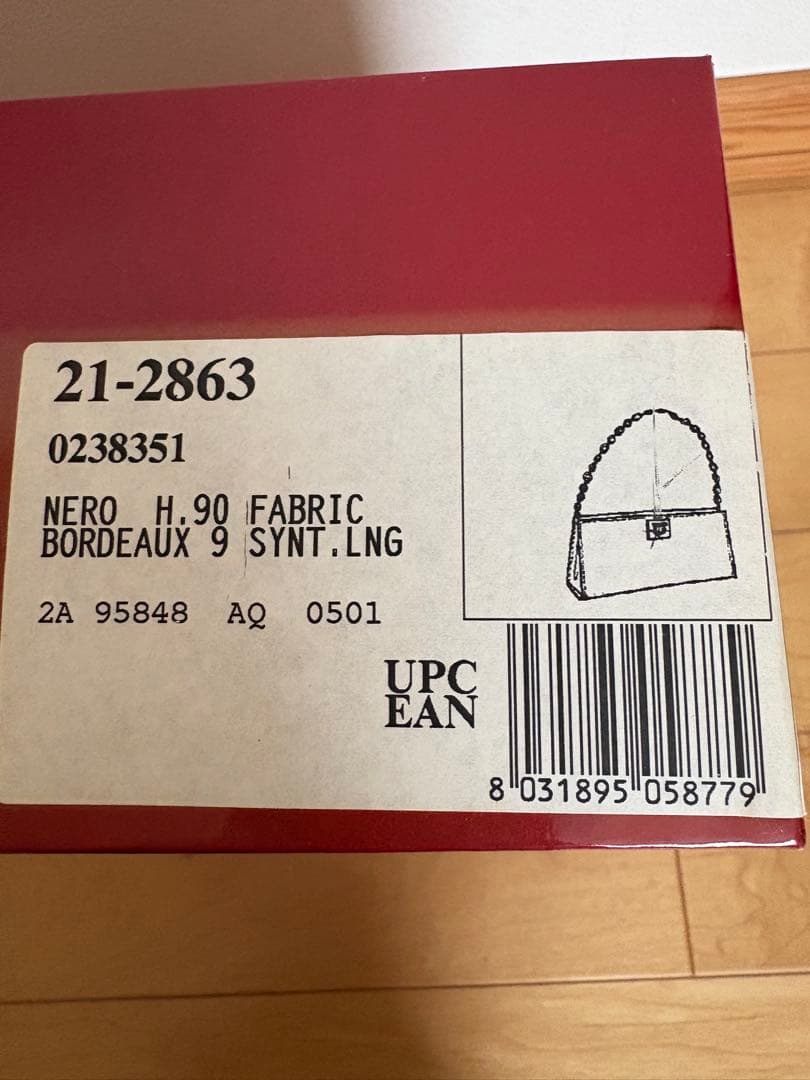 21-2863
0238351
NERO H.90 FABRIC
BORDEAUX 9 SYNT.LNG
2A 95848 AQ 0501
UPC
EAN
8 031895 058779